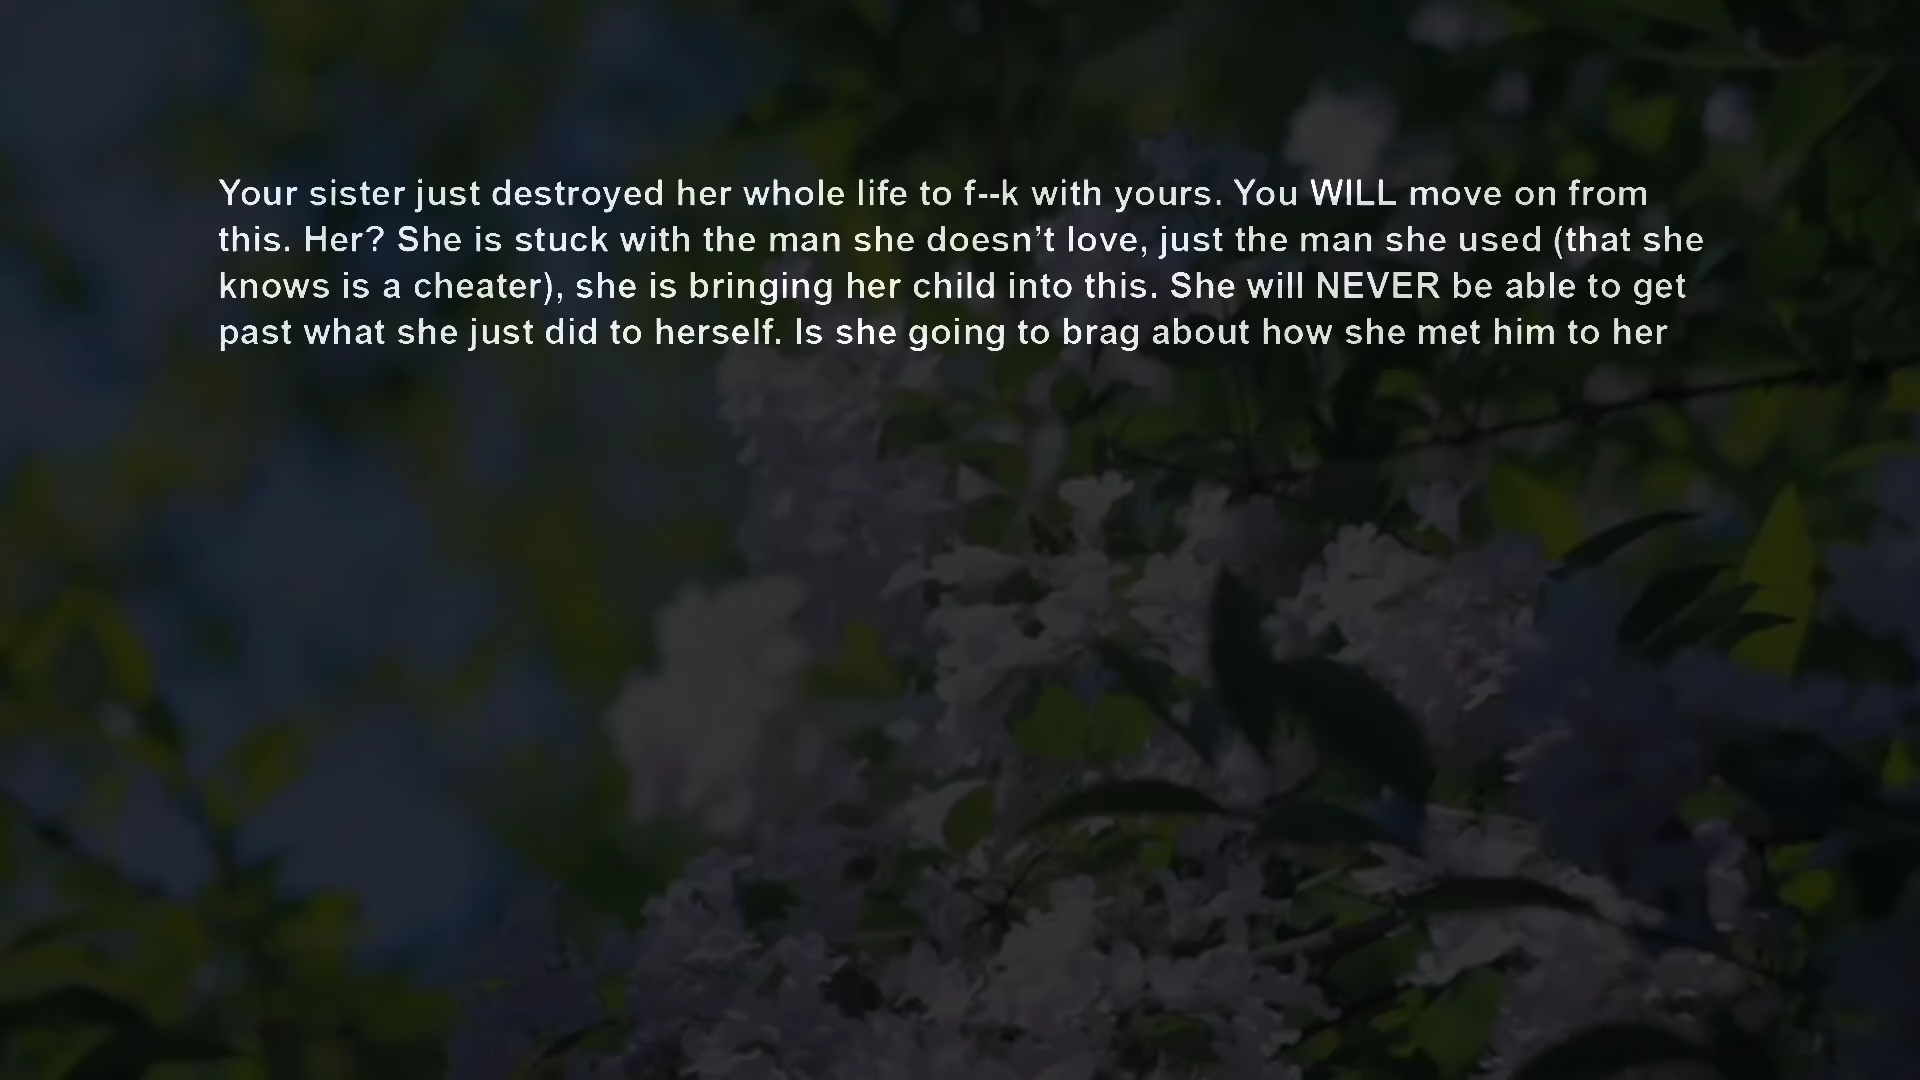 Your sister just destroyed her whole life to f--k with yours. You WILL move on from
this. Her? She is stuck with the man she doesn’t love, just the man she used (that she
knows is a cheater), she is bringing her child into this. She will NEVER be able to get
past what she just did to herself. Is she going to brag about how she met him to her